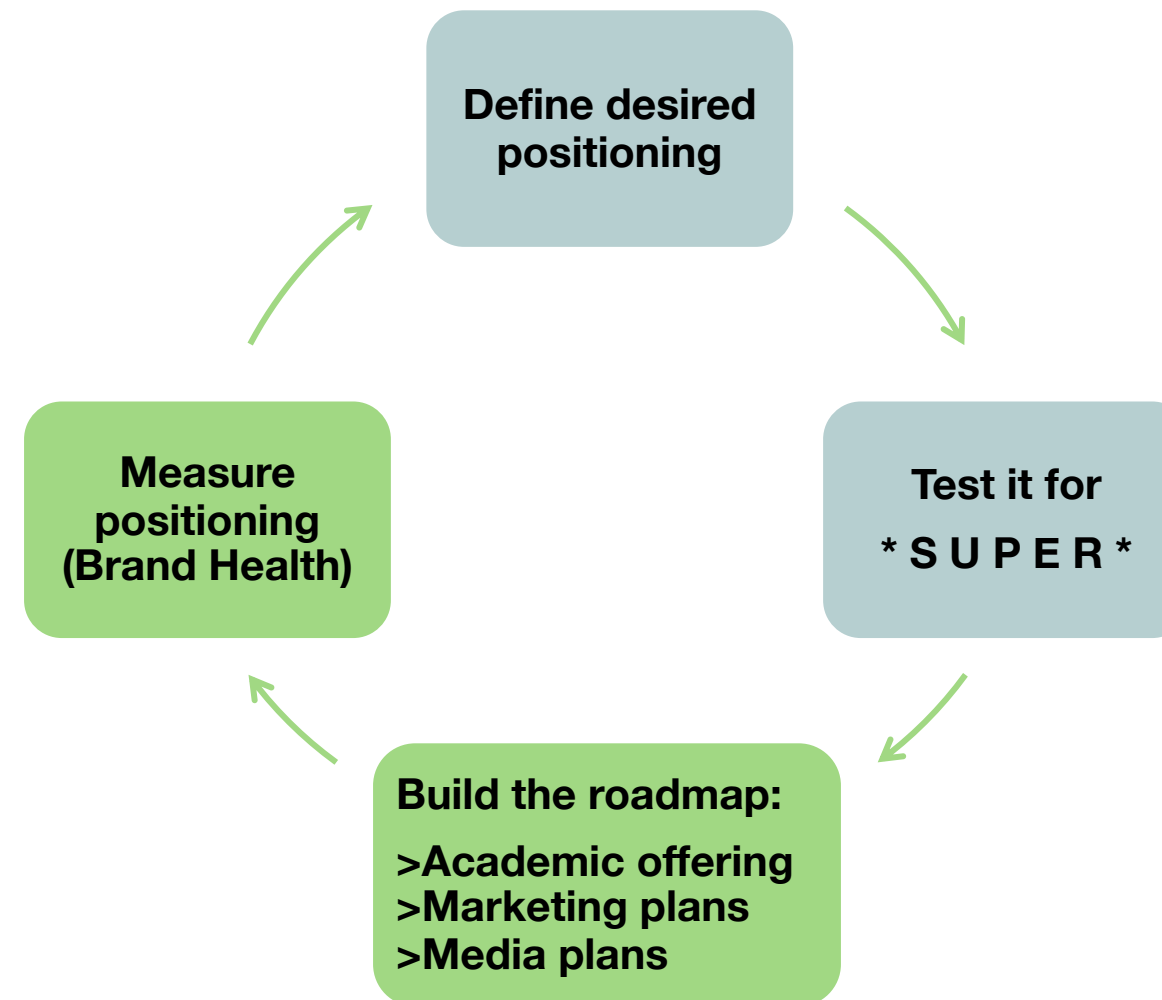 Define desired
positioning
Test it for
* S U P E R *
Build the roadmap:
>Academic offering
>Marketing plans
>Media plans
Measure
positioning
(Brand Health)